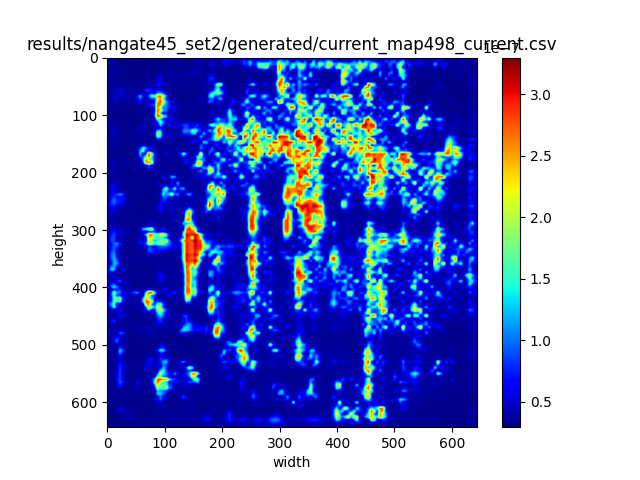 results/nangate45_set2/generated/current_map498_current.csv
1e−7
0
100
200
300
400
500
600
height
0 100 200 300 400 500 600
width
3.0
2.5
2.0
1.5
1.0
0.5